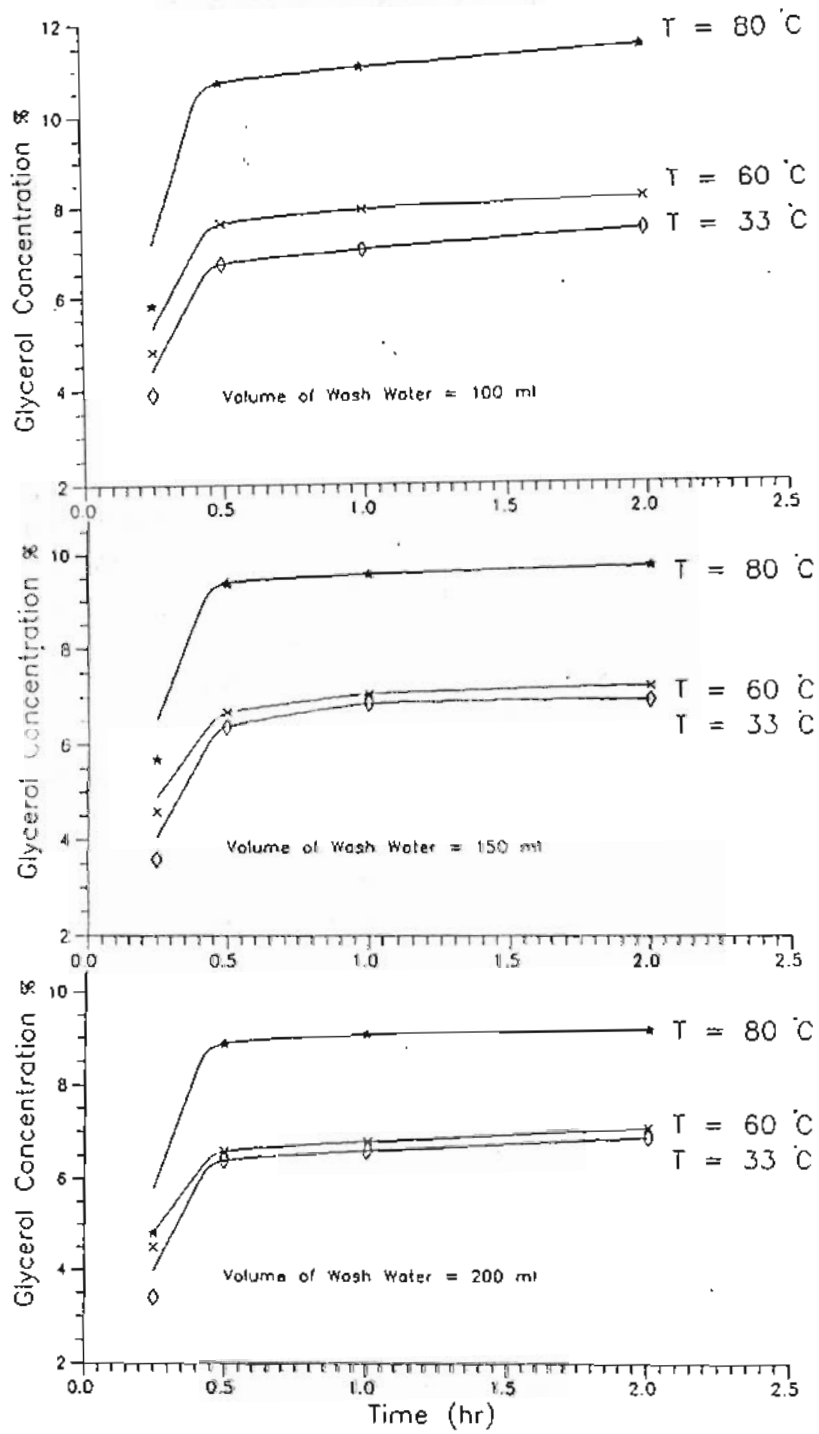 Glycerol Concentration %
12
10
8
6
4
2
0.0 0.5 1.0 1.5 2.0 2.5
T = 80 °C
T = 60 °C
T = 33 °C
Volume of Wash Water = 100 ml
Glycerol Concentration %
10
8
6
4
2
0.0 0.5 1.0 1.5 2.0 2.5
T = 80 °C
T = 60 °C
T = 33 °C
Volume of Wash Water = 150 ml
Glycerol Concentration %
10
8
6
4
2
0.0 0.5 1.0 1.5 2.0 2.5
T = 80 °C
T = 60 °C
T = 33 °C
Volume of Wash Water = 200 ml
Time (hr)